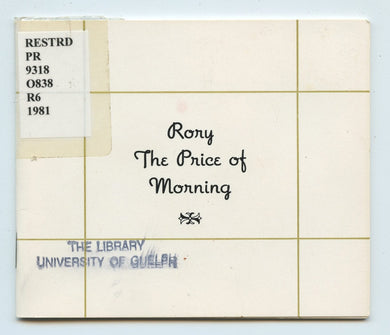 RESTRD
PR
9318
O838
R6
1981
Rory
The Price of
Morning
THE LIBRARY
UNIVERSITY OF GUELPH